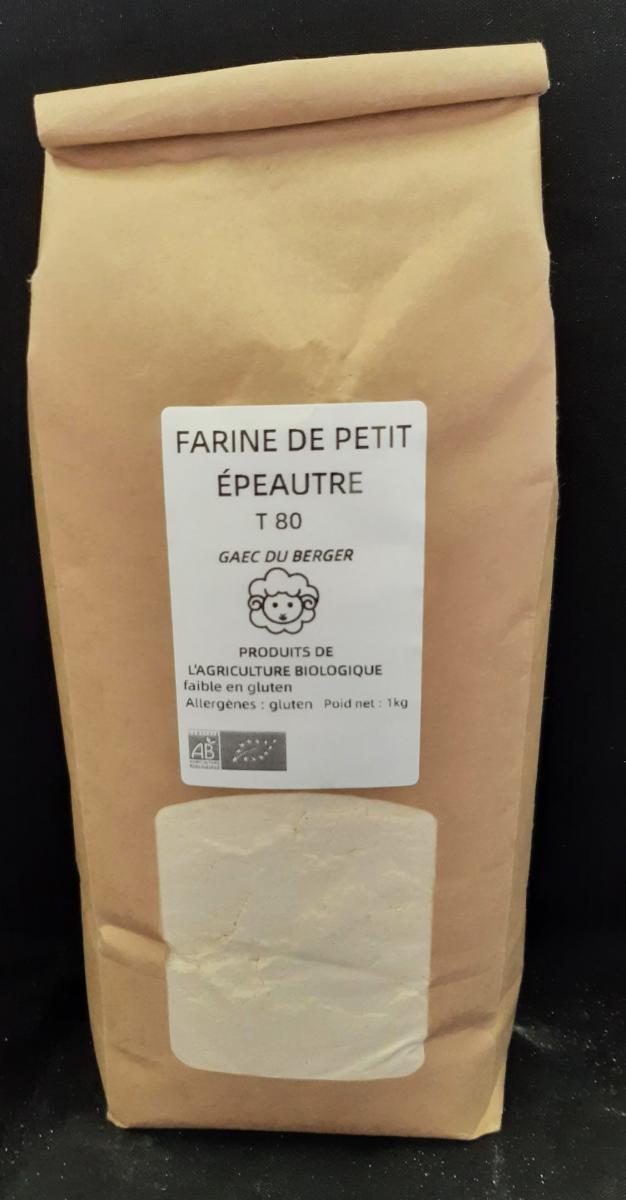 FARINE DE PETIT
ÉPEAUTRE
T 80
GAEC DU BERGER
PRODUITS DE
L'AGRICULTURE BIOLOGIQUE
faible en gluten
Allergènes : gluten Poid net : 1kg
AB